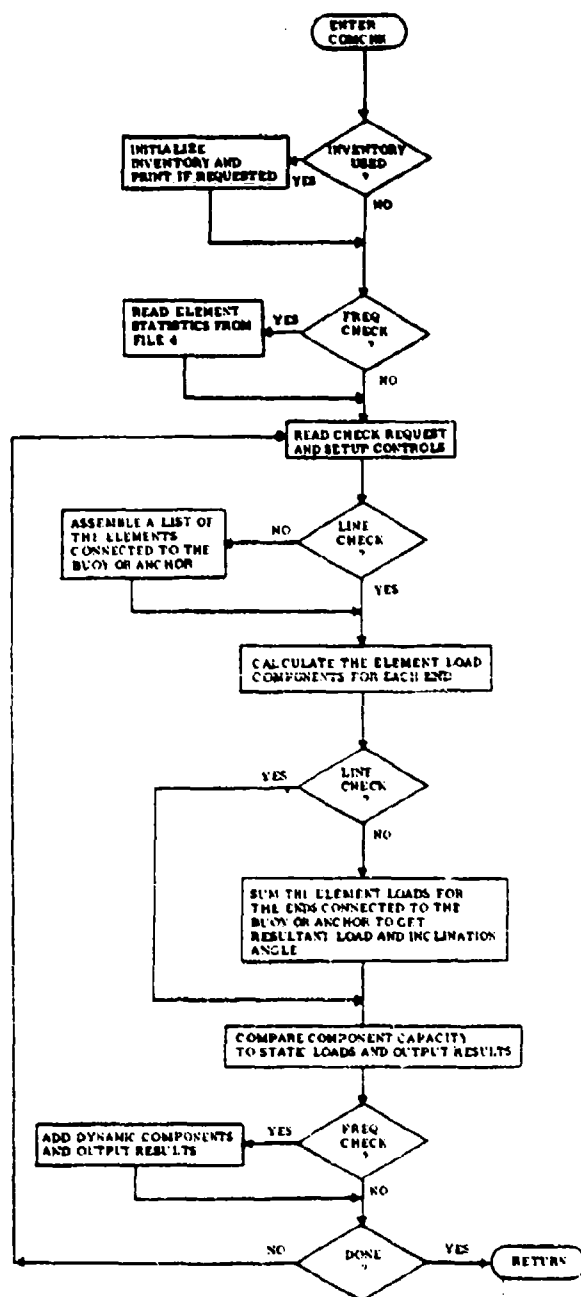 ENTER
COMCHK
INVENTORY
USED
?
YES
INITIALIZE
INVENTORY AND
PRINT IF REQUESTED
NO
FREQ
CHECK
?
YES
READ ELEMENT
STATISTICS FROM
FILE 4
NO
READ CHECK REQUEST
AND SETUP CONTROLS
LINE
CHECK
?
NO
ASSEMBLE A LIST OF
THE ELEMENTS
CONNECTED TO THE
BUOY OR ANCHOR
YES
CALCULATE THE ELEMENT LOAD
COMPONENTS FOR EACH END
LINE
CHECK
?
YES
NO
SUM THE ELEMENT LOADS FOR
THE ENDS CONNECTED TO THE
BUOY OR ANCHOR TO GET
RESULTANT LOAD AND INCLINATION
ANGLE
COMPARE COMPONENT CAPACITY
TO STATIC LOADS AND OUTPUT RESULTS
FREQ
CHECK
?
YES
ADD DYNAMIC COMPONENTS
AND OUTPUT RESULTS
NO
DONE
?
NO
YES
RETURN